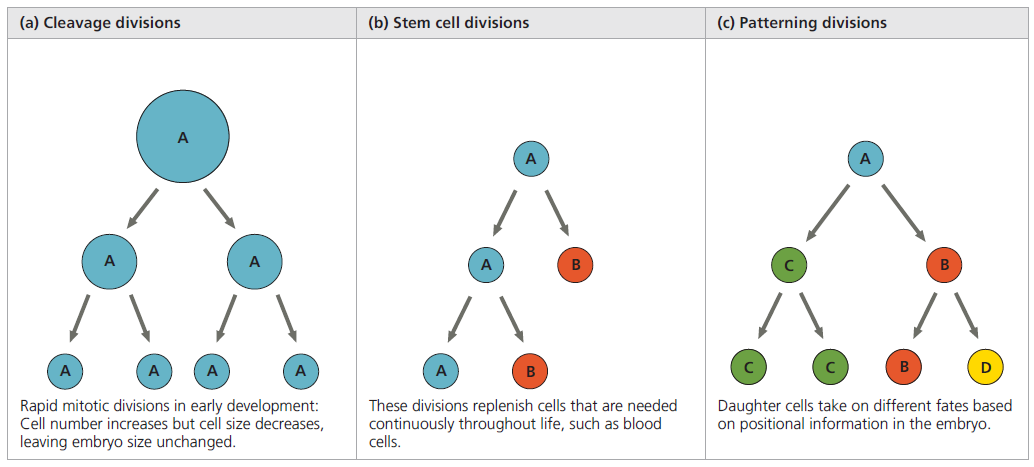 (a) Cleavage divisions
A
A
A
A
A
A
A
Rapid mitotic divisions in early development:
Cell number increases but cell size decreases,
leaving embryo size unchanged.
(b) Stem cell divisions
A
A
B
A
B
These divisions replenish cells that are needed
continuously throughout life, such as blood
cells.
(c) Patterning divisions
A
C
B
C
C
B
D
Daughter cells take on different fates based
on positional information in the embryo.